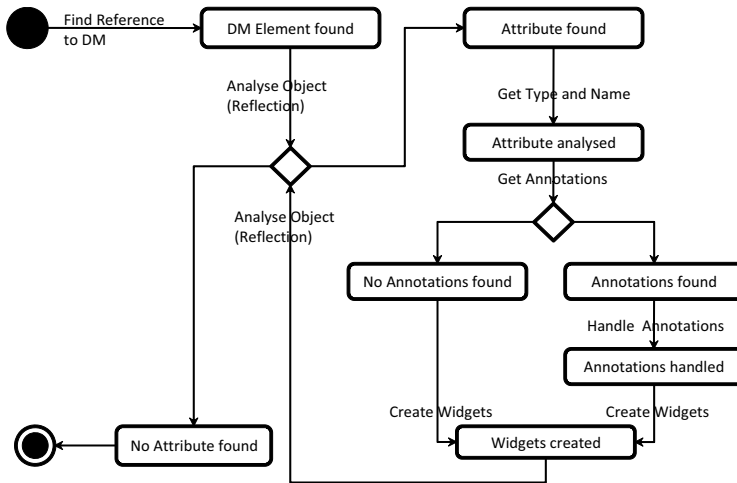 Find Reference
to DM
DM Element found
Attribute found
Analyse Object
(Reflection)
Get Type and Name
Attribute analysed
Get Annotations
Analyse Object
(Reflection)
No Annotations found
Annotations found
Handle Annotations
Annotations handled
Create Widgets
Create Widgets
No Attribute found
Widgets created